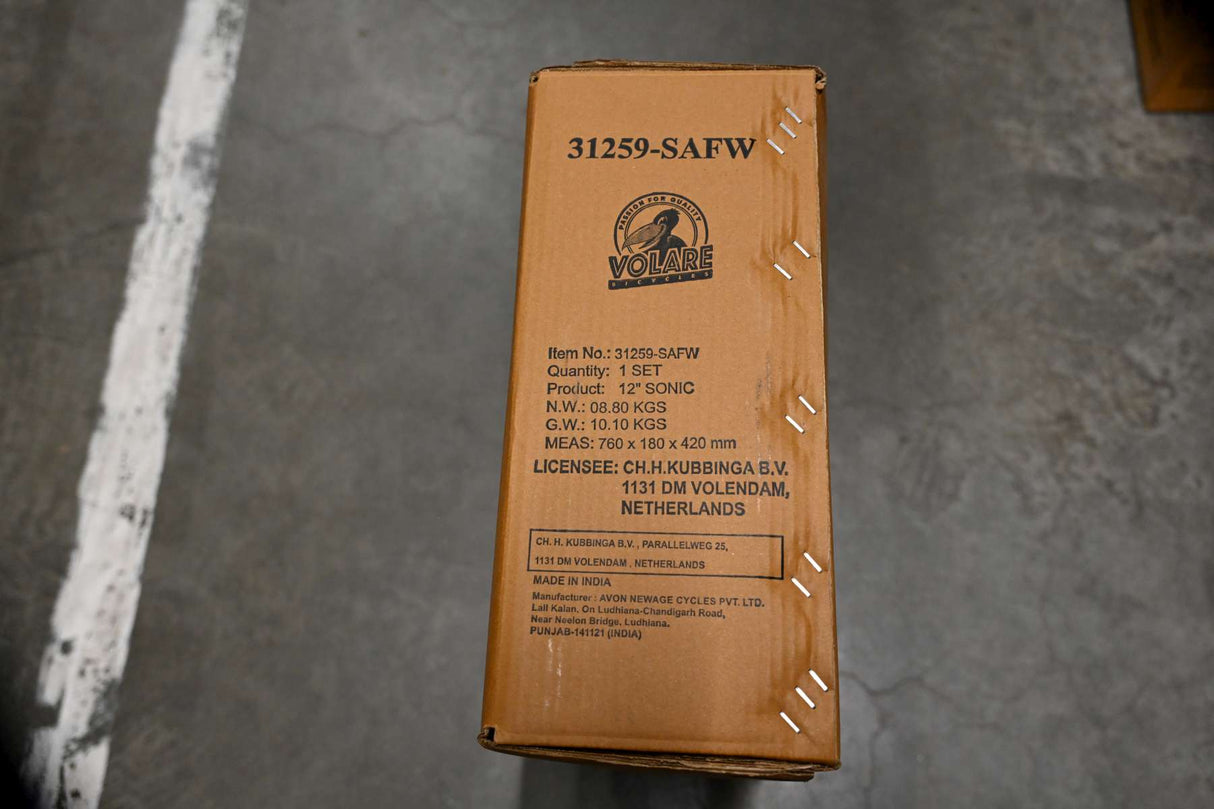 31259-SAFW
PASSION FOR QUALITY
VOLARE
BICYCLES
Item No.: 31259-SAFW
Quantity: 1 SET
Product: 12" SONIC
N.W.: 08.80 KGS
G.W.: 10.10 KGS
MEAS: 760 x 180 x 420 mm
LICENSEE: CH.H.KUBBINGA B.V.
1131 DM VOLENDAM,
NETHERLANDS
CH. H. KUBBINGA B.V. , PARALLELWEG 25,
1131 DM VOLENDAM , NETHERLANDS
MADE IN INDIA
Manufacturer : AVON NEWAGE CYCLES PVT. LTD.
Lall Kalan, On Ludhiana-Chandigarh Road,
Near Neelon Bridge, Ludhiana.
PUNJAB-141121 (INDIA)